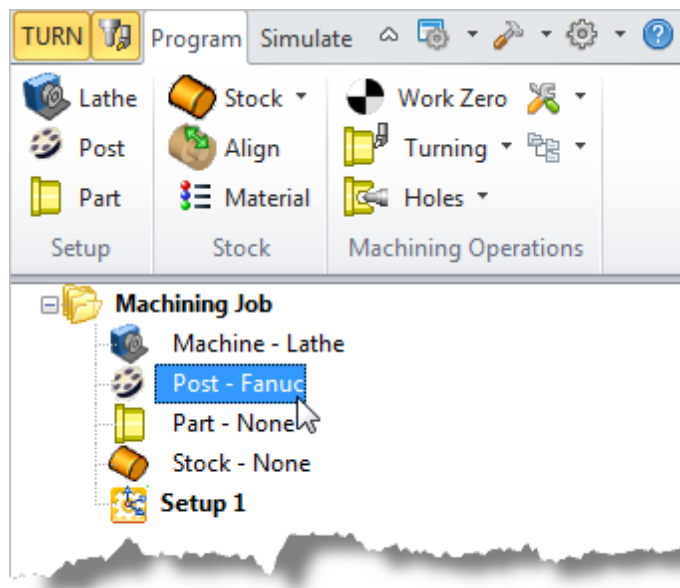 TURN Program Simulate ?
Lathe Stock Work Zero
Post Align Turning
Part Material Holes
Setup Stock Machining Operations
Machining Job
Machine - Lathe
Post - Fanuc
Part - None
Stock - None
Setup 1